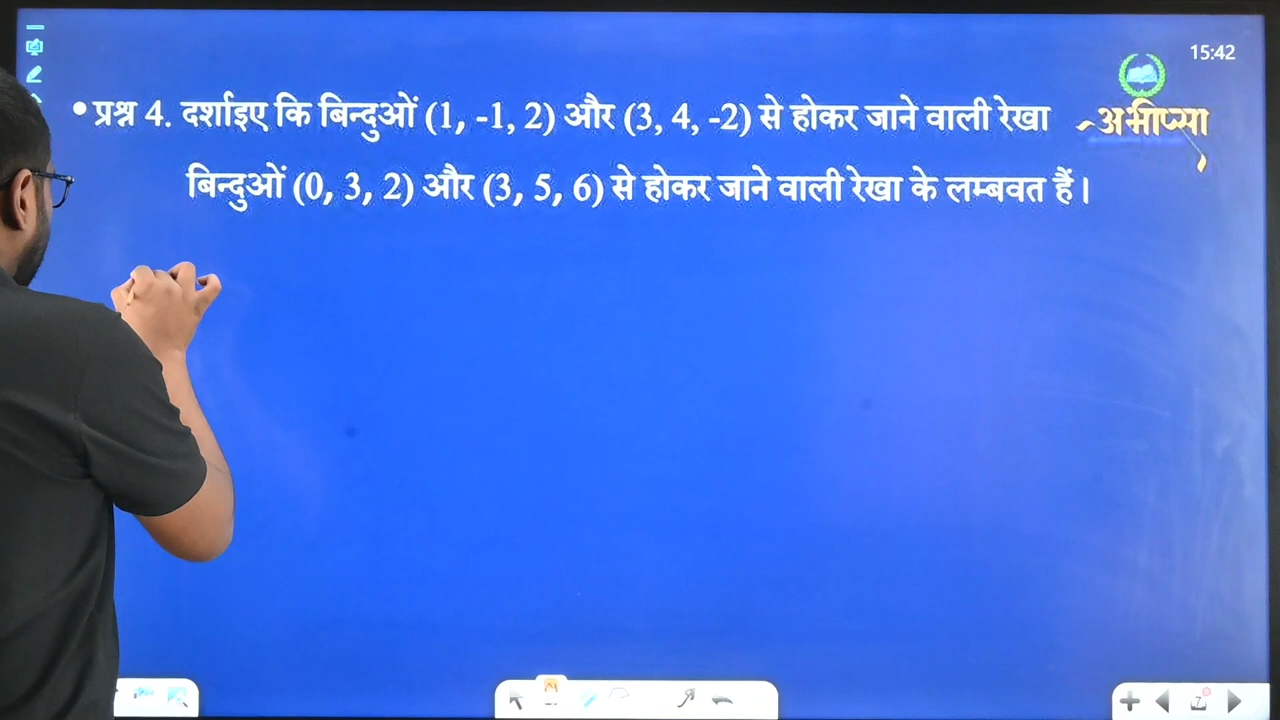 15:42
• प्रश्न 4. दर्शाइए कि बिन्दुओं (1, -1, 2) और (3, 4, -2) से होकर जाने वाली रेखा
अभीप्सा
बिन्दुओं (0, 3, 2) और (3, 5, 6) से होकर जाने वाली रेखा के लम्बवत हैं।